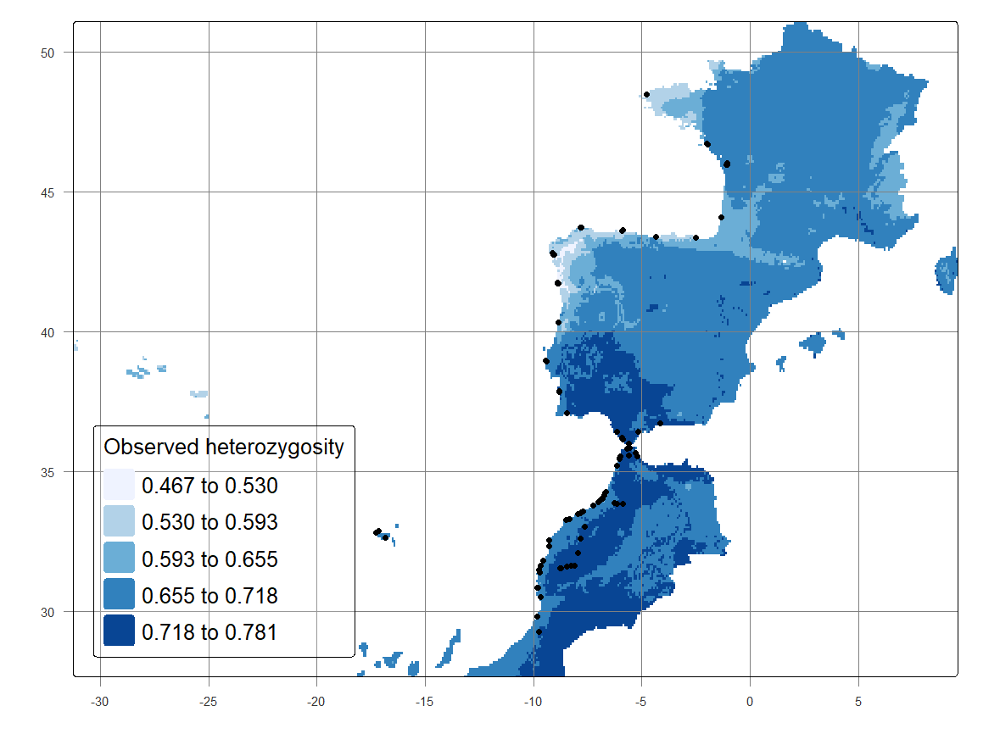 50
45
40
35
30
Observed heterozygosity
0.467 to 0.530
0.530 to 0.593
0.593 to 0.655
0.655 to 0.718
0.718 to 0.781
-30 -25 -20 -15 -10 -5 0 5